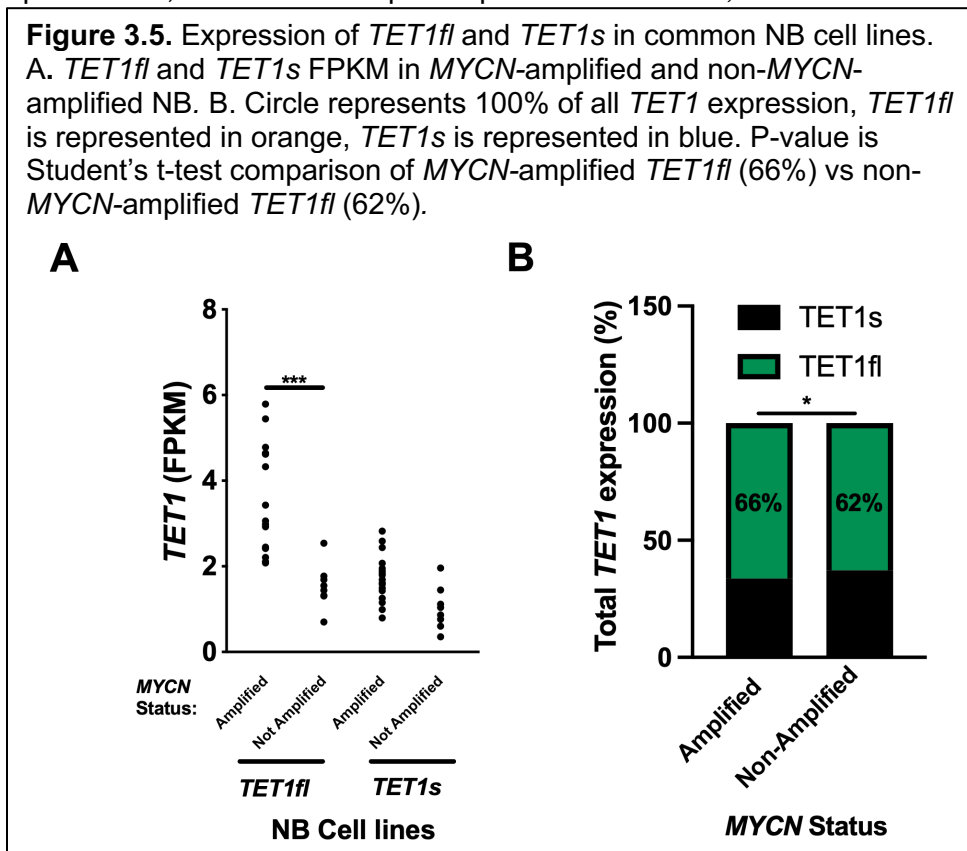 Figure 3.5. Expression of TET1fl and TET1s in common NB cell lines.
A. TET1fl and TET1s FPKM in MYCN-amplified and non-MYCN-
amplified NB. B. Circle represents 100% of all TET1 expression, TET1fl
is represented in orange, TET1s is represented in blue. P-value is
Student’s t-test comparison of MYCN-amplified TET1fl (66%) vs non-
MYCN-amplified TET1fl (62%).
A
8
6
4
2
0
TET1 (FPKM)
***
MYCN
Status:
Amplified
Not Amplified
Amplified
Not Amplified
TET1fl
TET1s
NB Cell lines
B
150
100
50
0
Total TET1 expression (%)
TET1s
TET1fl
*
66%
62%
Amplified
Non-Amplified
MYCN Status